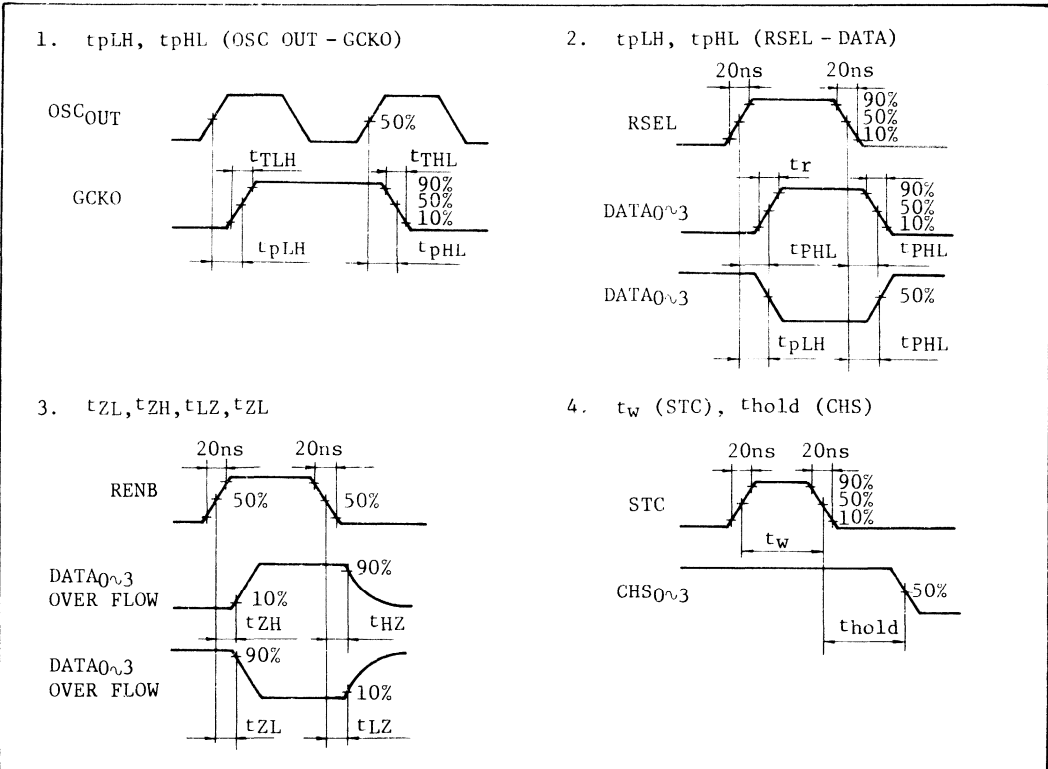 1. tpLH, tpHL (OSC OUT - GCKO)
OSCOUT
50%
tTLH
tTHL
GCKO
90%
50%
10%
tpLH
tpHL
2. tpLH, tpHL (RSEL - DATA)
20ns
20ns
RSEL
90%
50%
10%
tr
DATA0~3
90%
50%
10%
tPHL
tPHL
DATA0~3
50%
tpLH
tPHL
3. tZL,tZH,tLZ,tZL
20ns
20ns
RENB
50%
50%
DATA0~3
OVER FLOW
10%
90%
tZH
tHZ
DATA0~3
OVER FLOW
90%
10%
tZL
tLZ
4. tw (STC), thold (CHS)
20ns
20ns
STC
90%
50%
10%
tw
CHS0~3
50%
thold